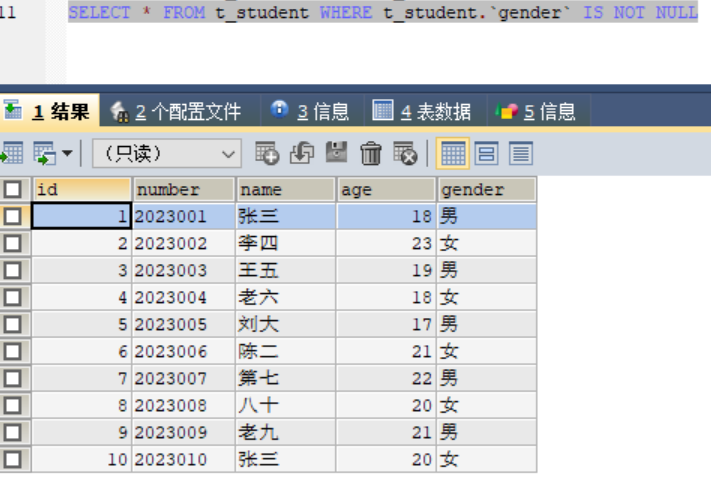 11 SELECT * FROM t_student WHERE t_student.`gender` IS NOT NULL
1 结果 2 个配置文件 3 信息 4 表数据 5 信息
（只读）
id number name age gender
1 2023001 张三 18 男
2 2023002 李四 23 女
3 2023003 王五 19 男
4 2023004 老六 18 女
5 2023005 刘大 17 男
6 2023006 陈二 21 女
7 2023007 第七 22 男
8 2023008 八十 20 女
9 2023009 老九 21 男
10 2023010 张三 20 女